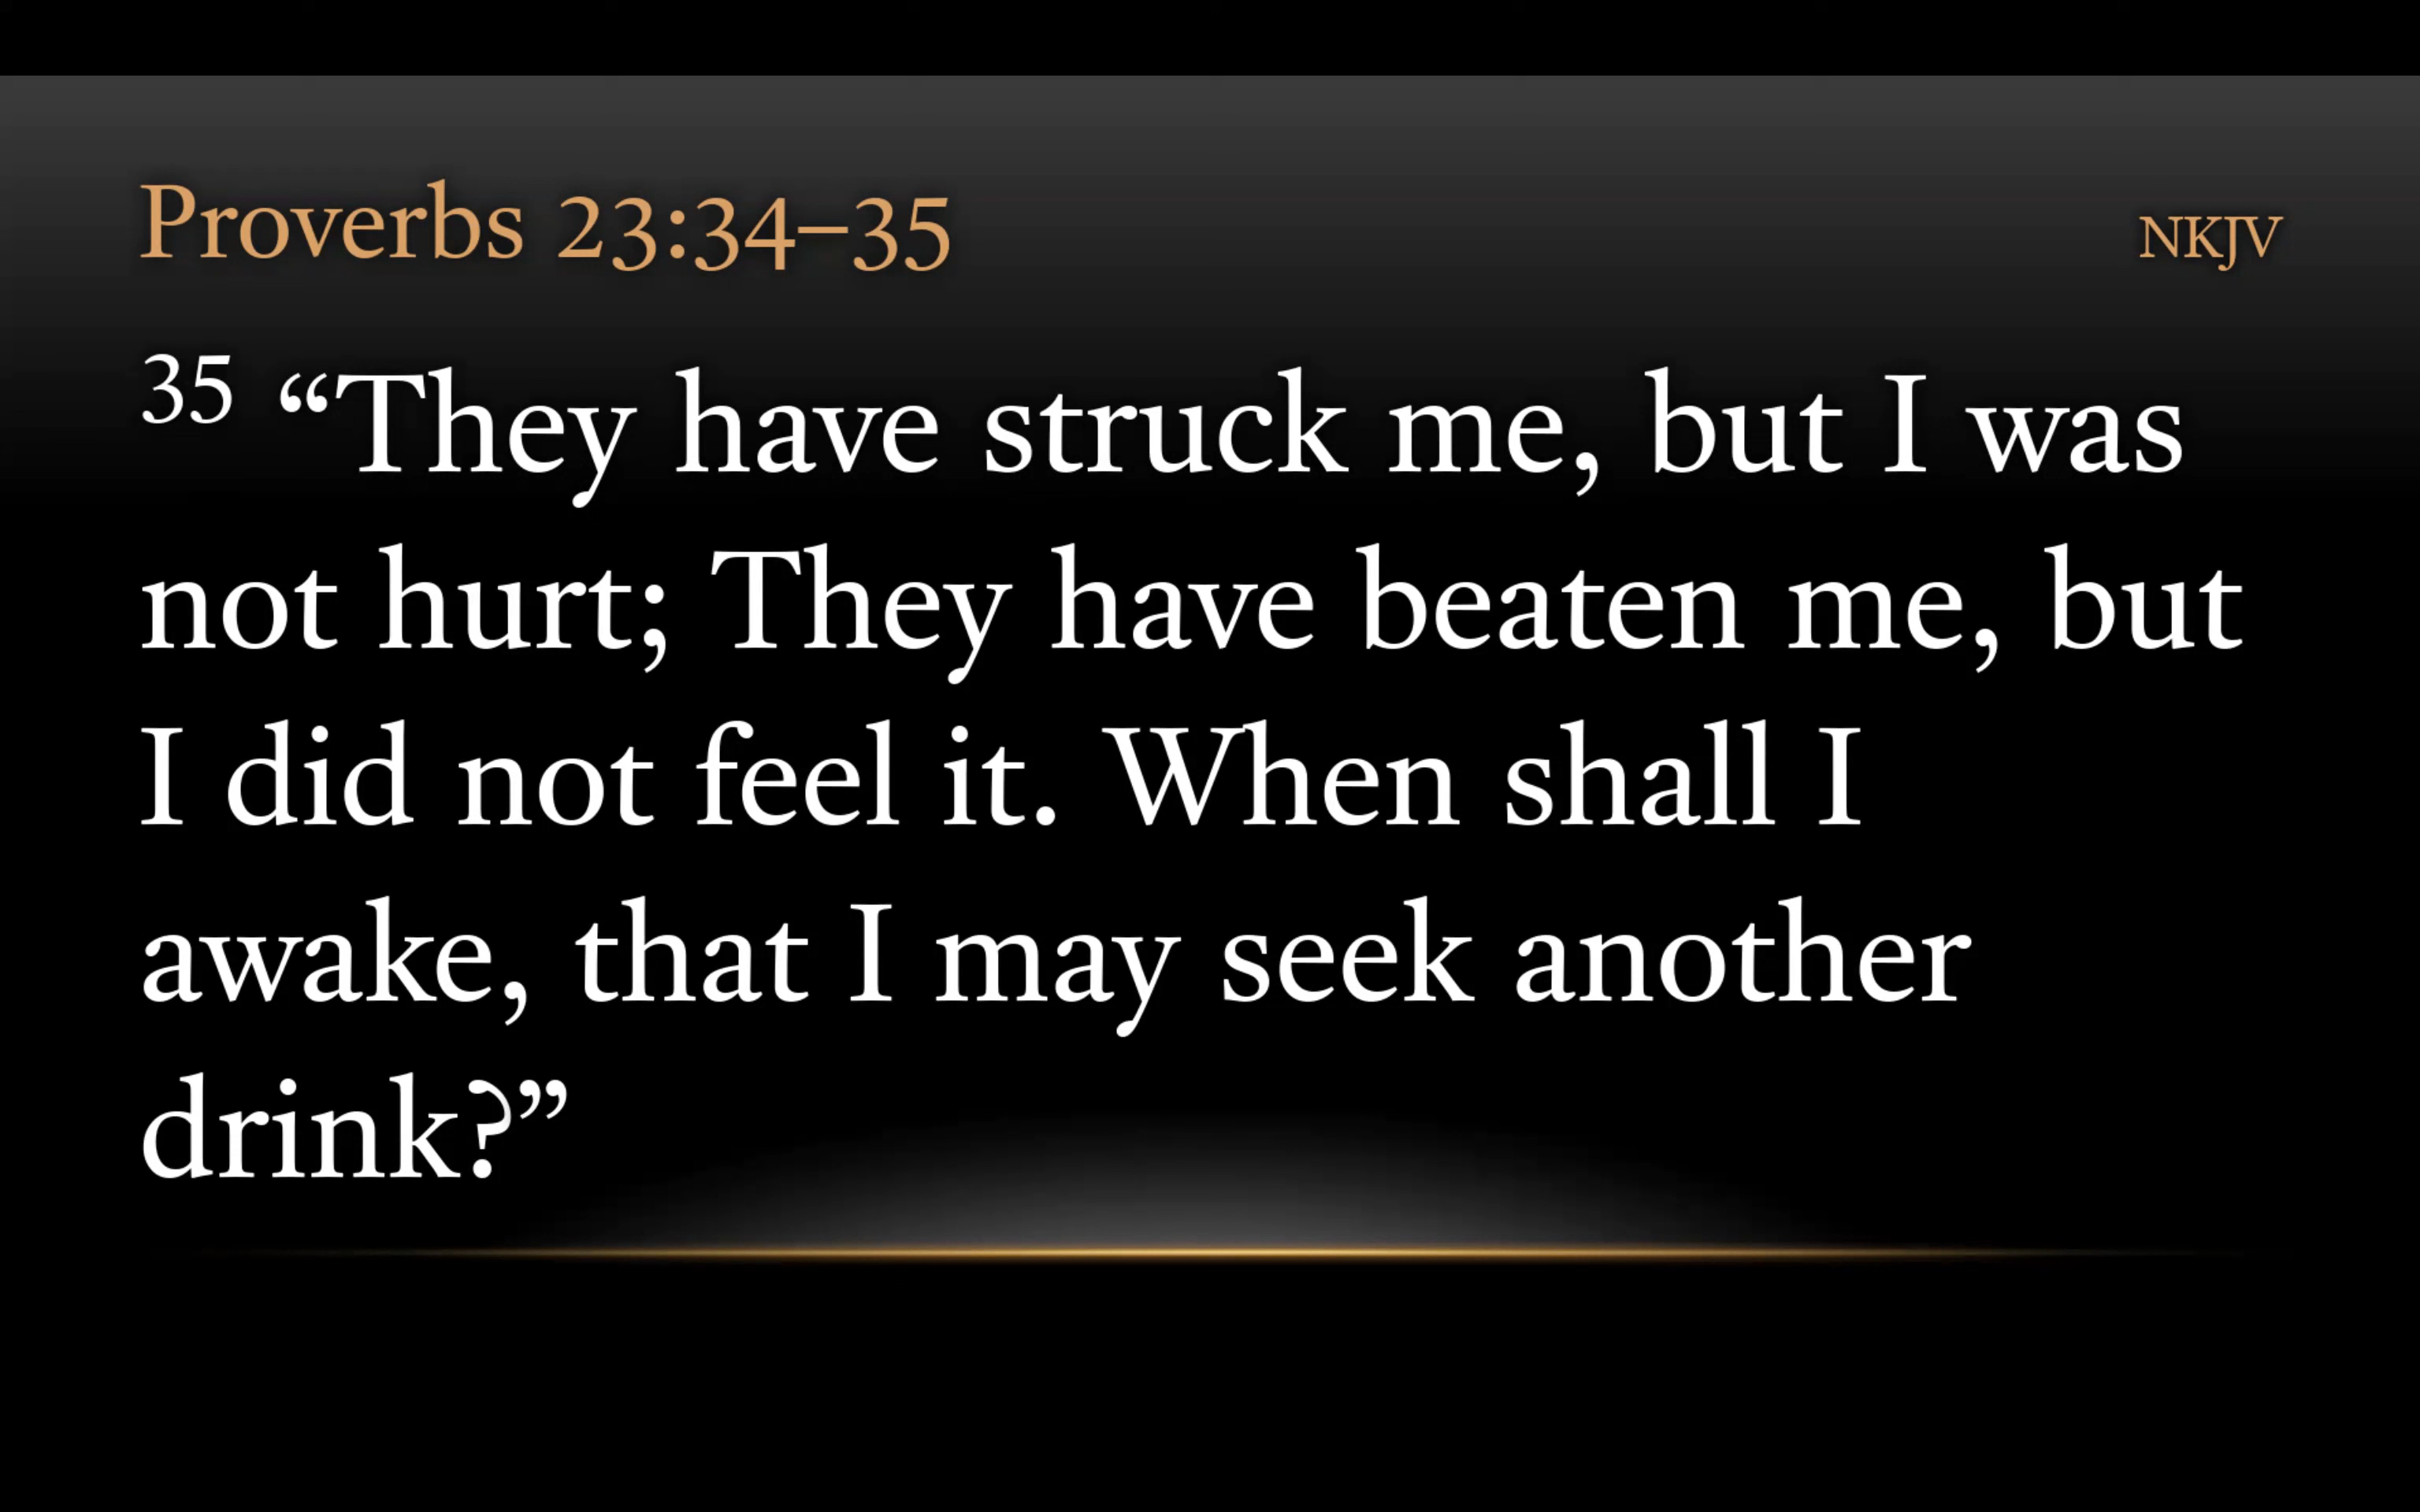 Proverbs 23:34–35
NKJV
35 “They have struck me, but I was
not hurt; They have beaten me, but
I did not feel it. When shall I
awake, that I may seek another
drink?”